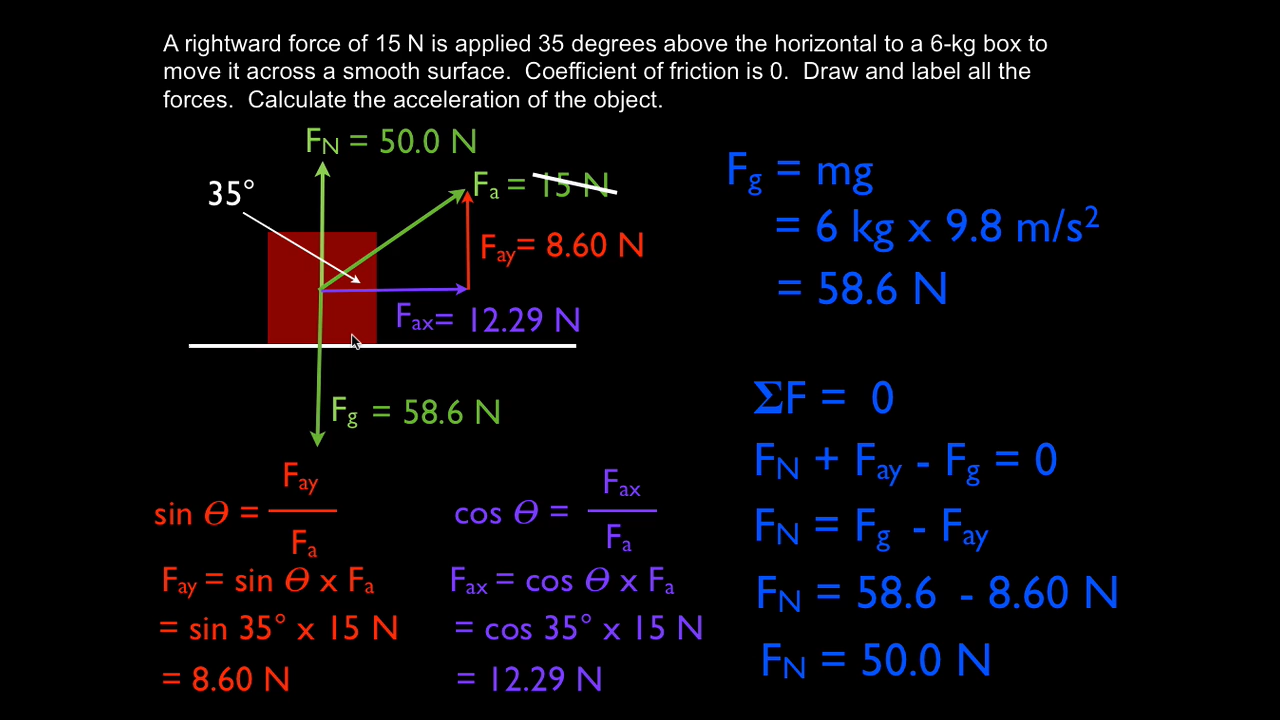 A rightward force of 15 N is applied 35 degrees above the horizontal to a 6-kg box to
move it across a smooth surface.  Coefficient of friction is 0.  Draw and label all the
forces.  Calculate the acceleration of the object.
FN = 50.0 N
35°
Fa = 15 N
Fay = 8.60 N
Fax = 12.29 N
Fg = 58.6 N
sin Θ = Fay / Fa
Fay = sin Θ x Fa
= sin 35° x 15 N
= 8.60 N
cos Θ = Fax / Fa
Fax = cos Θ x Fa
= cos 35° x 15 N
= 12.29 N
Fg = mg
= 6 kg x 9.8 m/s²
= 58.6 N
ΣF = 0
FN + Fay - Fg = 0
FN = Fg - Fay
FN = 58.6 - 8.60 N
FN = 50.0 N